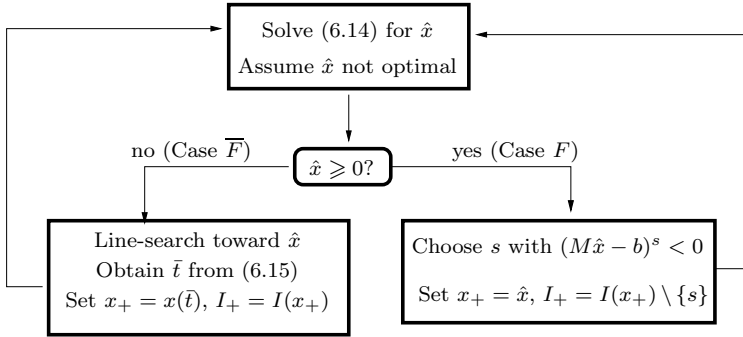 Solve (6.14) for x̂
Assume x̂ not optimal
no (Case F̅)
x̂ ⩾ 0?
yes (Case F)
Line-search toward x̂
Obtain t̄ from (6.15)
Set x₊ = x(t̄), I₊ = I(x₊)
Choose s with (Mx̂ − b)ˢ < 0
Set x₊ = x̂, I₊ = I(x₊) \ {s}